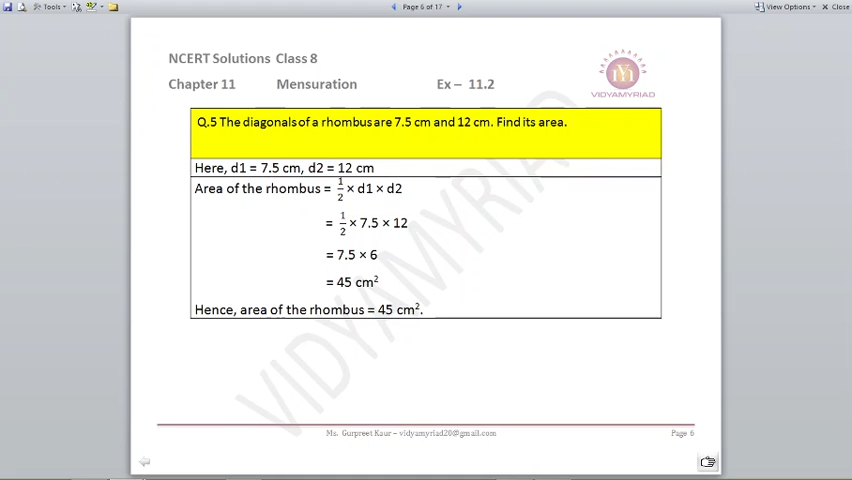 Tools
Page 6 of 17
View Options
Close
NCERT Solutions Class 8
Chapter 11 Mensuration Ex – 11.2
VIDYAMYRIAD
Q.5 The diagonals of a rhombus are 7.5 cm and 12 cm. Find its area.
Here, d1 = 7.5 cm, d2 = 12 cm
Area of the rhombus = 1/2 × d1 × d2
= 1/2 × 7.5 × 12
= 7.5 × 6
= 45 cm²
Hence, area of the rhombus = 45 cm².
VIDYAMYRIAD
Ms. Gurpreet Kaur – vidyamyriad20@gmail.com Page 6